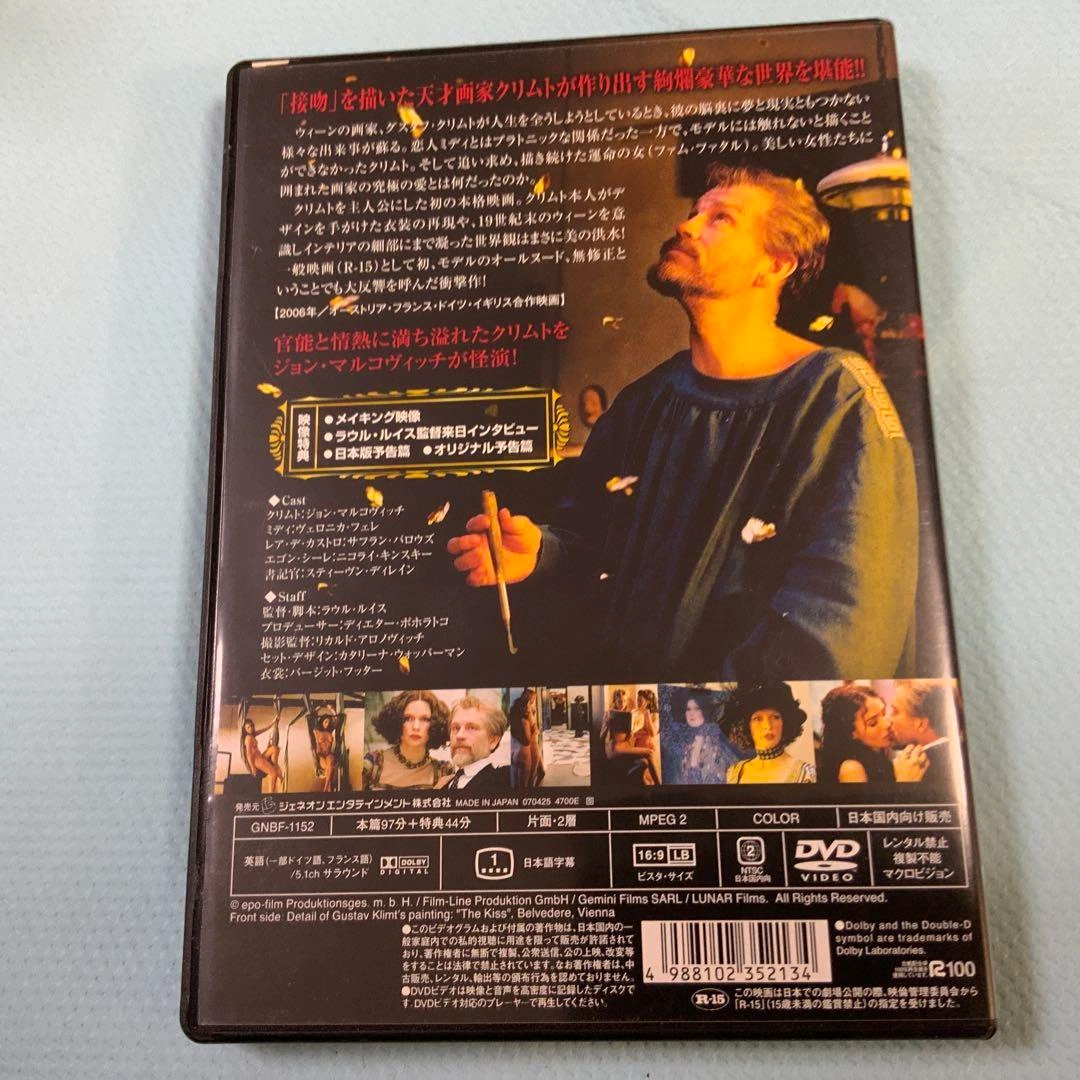 「接吻」を描いた天才画家クリムトが作り出す絢爛豪華な世界を堪能!!
ウィーンの画家、グスタフ・クリムトが人生を全うしようとしているとき、彼の脳裏に夢と現実ともつかない
様々な出来事が蘇る。恋人ミディとはプラトニックな関係だった一方で、モデルには触れないと描くこと
ができなかったクリムト。そして追い求め、描き続けた運命の女(ファム・ファタル)。美しい女性たちに
囲まれた画家の究極の愛とは何だったのか。
クリムトを主人公にした初の本格映画。クリムト本人がデ
ザインを手がけた衣装の再現や、19世紀末のウィーンを意
識しインテリアの細部にまで凝った世界観はまさに美の洪水!
一般映画(R-15)として初、モデルのオールヌード、無修正と
いうことでも大反響を呼んだ衝撃作!
【2006年/オーストリア・フランス・ドイツ・イギリス合作映画】
官能と情熱に満ち溢れたクリムトを
ジョン・マルコヴィッチが怪演!
映像特典
●メイキング映像
●ラウル・ルイス監督来日インタビュー
●日本版予告篇 ●オリジナル予告篇
◆Cast
クリムト:ジョン・マルコヴィッチ
ミディ:ヴェロニカ・フェレ
レア・デ・カストロ:サフラン・バロウズ
エゴン・シーレ:ニコライ・キンスキー
書記官:スティーヴン・ディレイン
◆Staff
監督・脚本:ラウル・ルイス
プロデューサー:ディエター・ポホラトコ
撮影監督:リカルド・アロノヴィッチ
セット・デザイン:カタリーナ・ウォッパーマン
衣裳:バージット・フッター
発売元 ジェネオン エンタテインメント株式会社 MADE IN JAPAN 070425 4700E
GNBF-1152 本篇97分+特典44分 片面・2層 MPEG 2 COLOR 日本国内向け販売
英語(一部ドイツ語、フランス語)
/5.1ch サラウンド
DOLBY
DIGITAL
1 日本語字幕
16:9 LB
ビスタ・サイズ
2
NTSC
日本国内向
DVD
VIDEO
レンタル禁止
複製不能
マクロビジョン
© epo-film Produktionsges. m. b. H. / Film-Line Produktion GmbH / Gemini Films SARL / LUNAR Films. All Rights Reserved.
Front side: Detail of Gustav Klimt's painting: "The Kiss", Belvedere, Vienna
●このビデオグラムおよび付属の著作物は、日本国内の一
般家庭内での私的視聴に用途を限って販売が許諾されて
おり、著作権者に無断で複製、公衆送信、公の上映、改変等
をすることは法律で禁止されています。なお著作権者は、中
古販売、レンタル、輸出等の頒布行為を認めておりません。
●DVDビデオは映像と音声を高密度に記録したディスクで
す。DVDビデオ対応のプレーヤーで再生してください。
4 988102 352134
●Dolby and the Double-D
symbol are trademarks of
Dolby Laboratories.
R100
R-15 この映画は日本での劇場公開の際、映倫管理委員会から
「R-15」(15歳未満の鑑賞禁止)の指定を受けました。